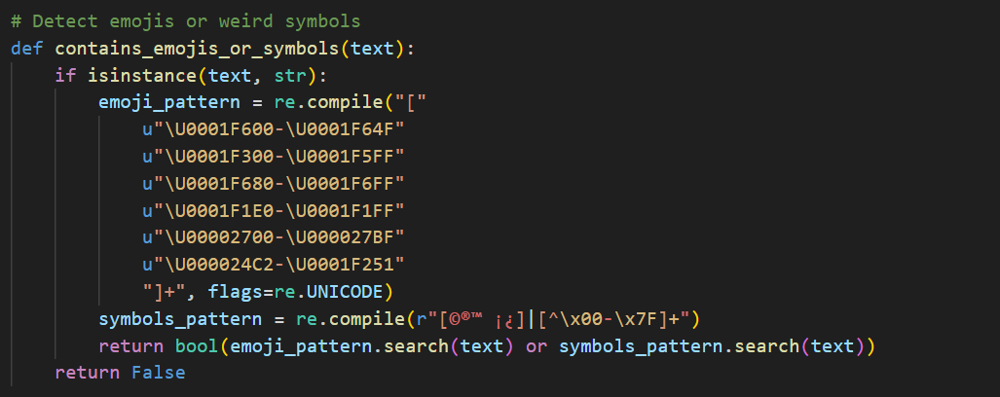 # Detect emojis or weird symbols
def contains_emojis_or_symbols(text):
    if isinstance(text, str):
        emoji_pattern = re.compile("["
            u"\U0001F600-\U0001F64F"
            u"\U0001F300-\U0001F5FF"
            u"\U0001F680-\U0001F6FF"
            u"\U0001F1E0-\U0001F1FF"
            u"\U00002700-\U000027BF"
            u"\U000024C2-\U0001F251"
            "]+", flags=re.UNICODE)
        symbols_pattern = re.compile(r"[©®™ ¡¿]|[^\x00-\x7F]+")
        return bool(emoji_pattern.search(text) or symbols_pattern.search(text))
    return False